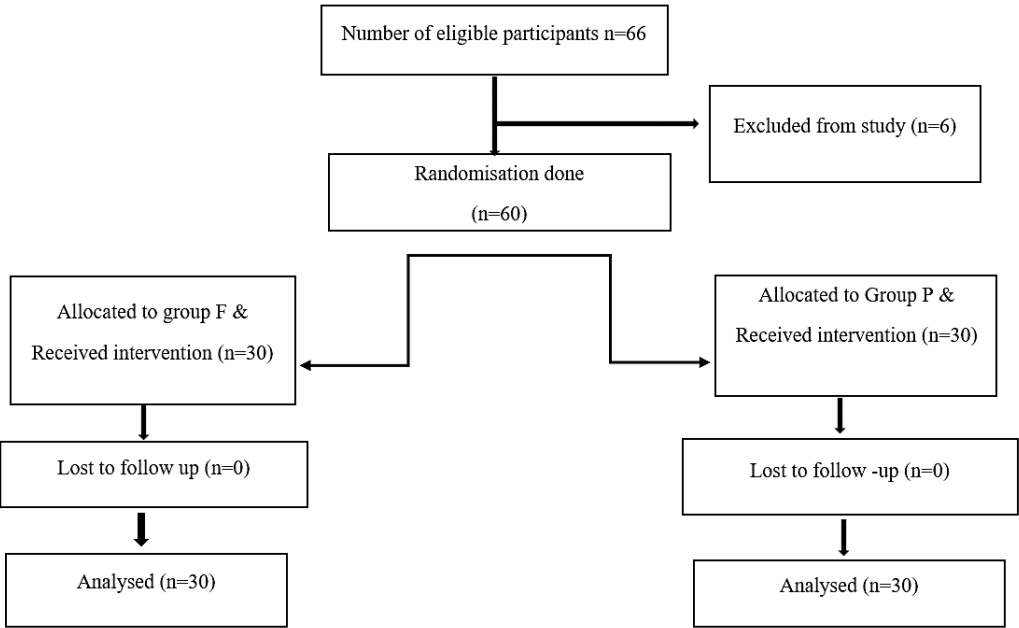 Number of eligible participants n=66
Excluded from study (n=6)
Randomisation done
(n=60)
Allocated to group F &
Received intervention (n=30)
Allocated to Group P &
Received intervention (n=30)
Lost to follow up (n=0)
Lost to follow -up (n=0)
Analysed (n=30)
Analysed (n=30)